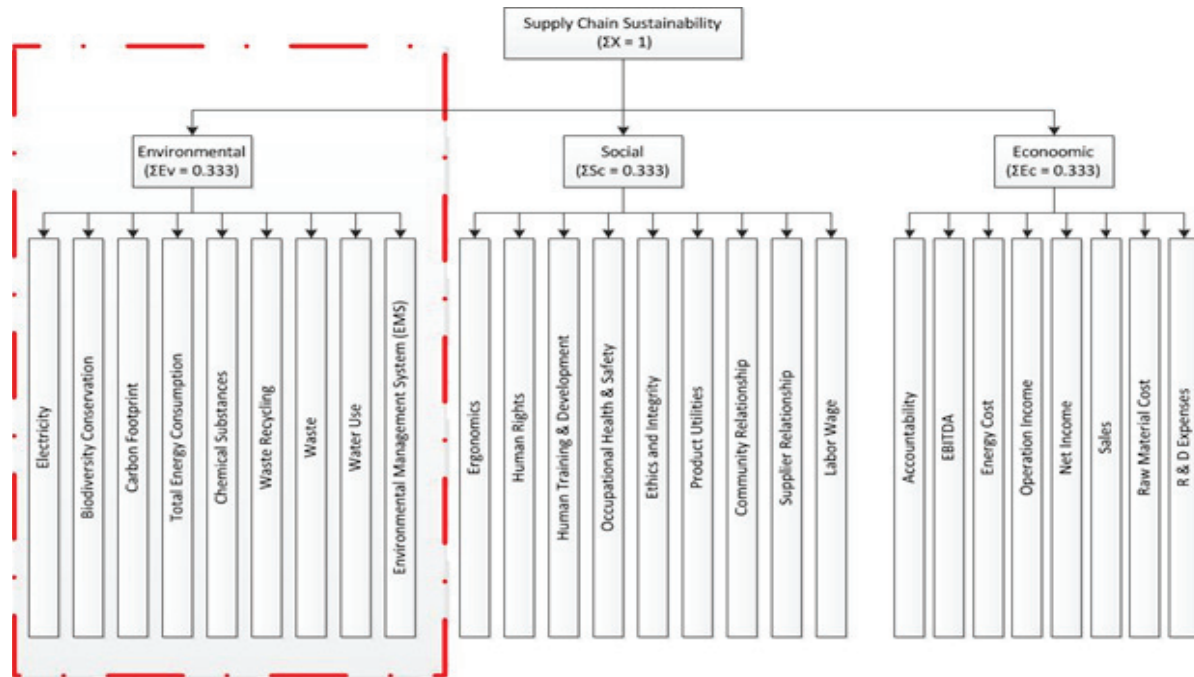 Supply Chain Sustainability
(ΣX = 1)
Environmental
(ΣEv = 0.333)
Social
(ΣSc = 0.333)
Econoomic
(ΣEc = 0.333)
Electricity
Biodiversity Conservation
Carbon Footprint
Total Energy Consumption
Chemical Substances
Waste Recycling
Waste
Water Use
Environmental Management System (EMS)
Ergonomics
Human Rights
Human Training & Development
Occupational Health & Safety
Ethics and Integrity
Product Utilities
Community Relationship
Supplier Relationship
Labor Wage
Accountability
EBITDA
Energy Cost
Operation Income
Net Income
Sales
Raw Material Cost
R & D Expenses